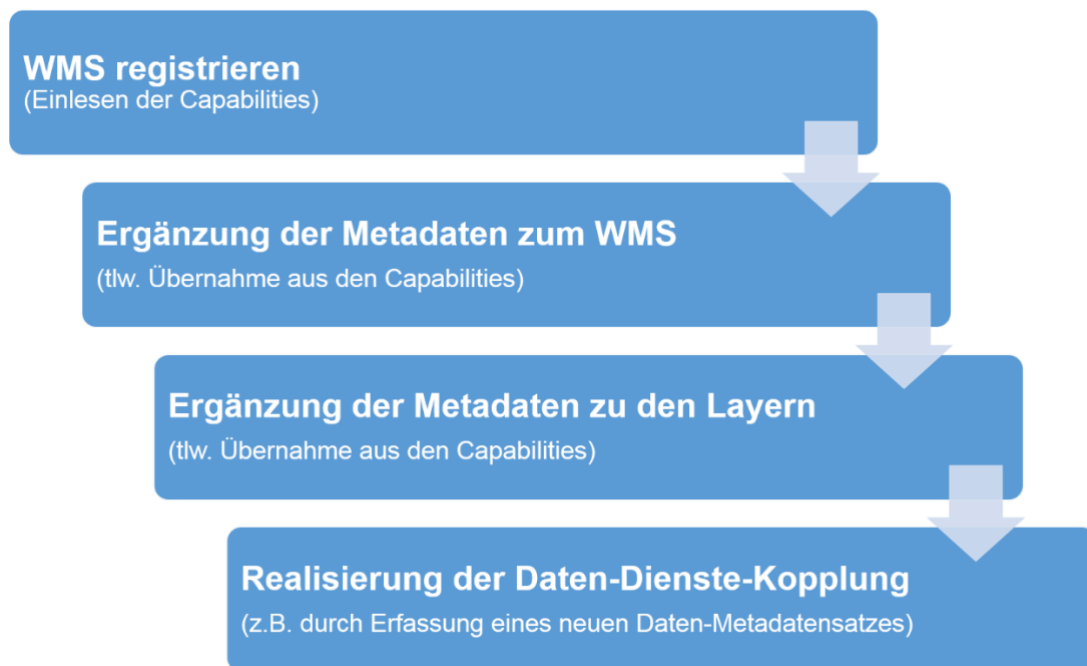 WMS registrieren
(Einlesen der Capabilities)
Ergänzung der Metadaten zum WMS
(tlw. Übernahme aus den Capabilities)
Ergänzung der Metadaten zu den Layern
(tlw. Übernahme aus den Capabilities)
Realisierung der Daten-Dienste-Kopplung
(z.B. durch Erfassung eines neuen Daten-Metadatensatzes)